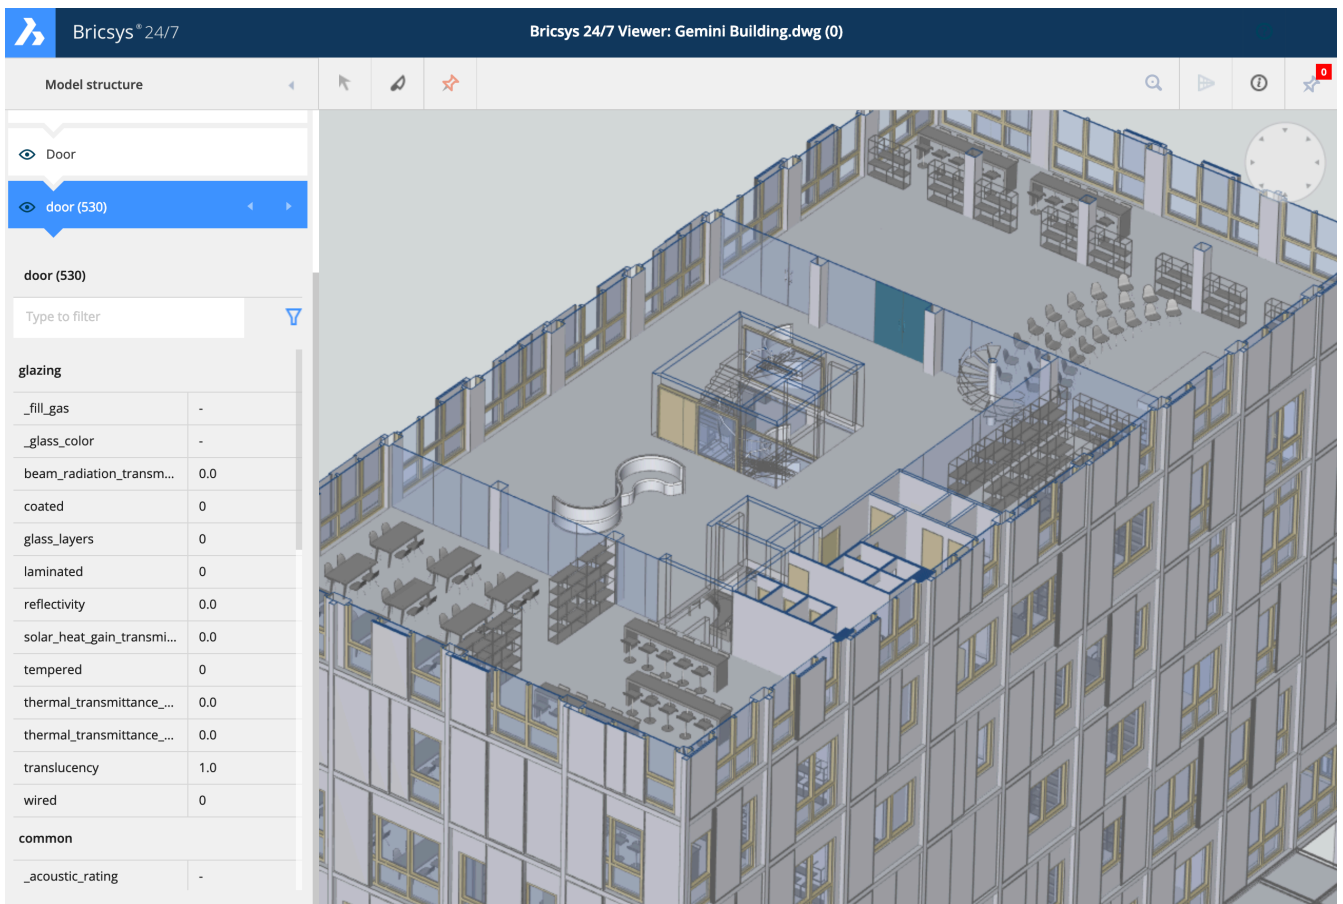 Bricsys® 24/7
Bricsys 24/7 Viewer: Gemini Building.dwg (0)
Model structure
0
Door
door (530)
door (530)
Type to filter
glazing
_fill_gas -
_glass_color -
beam_radiation_transm... 0.0
coated 0
glass_layers 0
laminated 0
reflectivity 0.0
solar_heat_gain_transmi... 0.0
tempered 0
thermal_transmittance_... 0.0
thermal_transmittance_... 0.0
translucency 1.0
wired 0
common
_acoustic_rating -